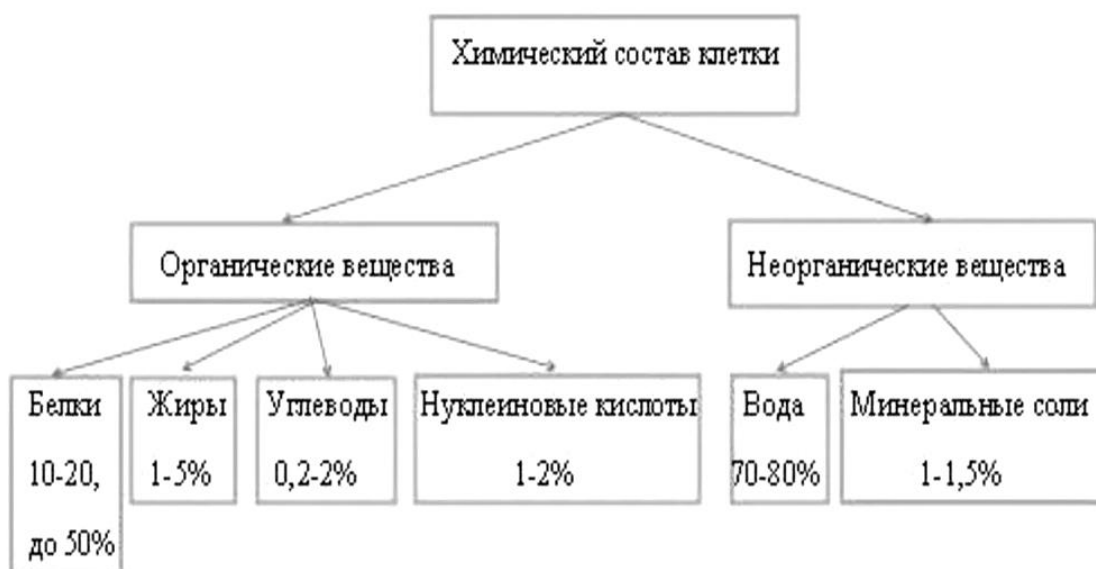 Химический состав клетки
Органические вещества
Неорганические вещества
Белки
10-20,
до 50%
Жиры
1-5%
Углеводы
0,2-2%
Нуклеиновые кислоты
1-2%
Вода
70-80%
Минеральные соли
1-1,5%